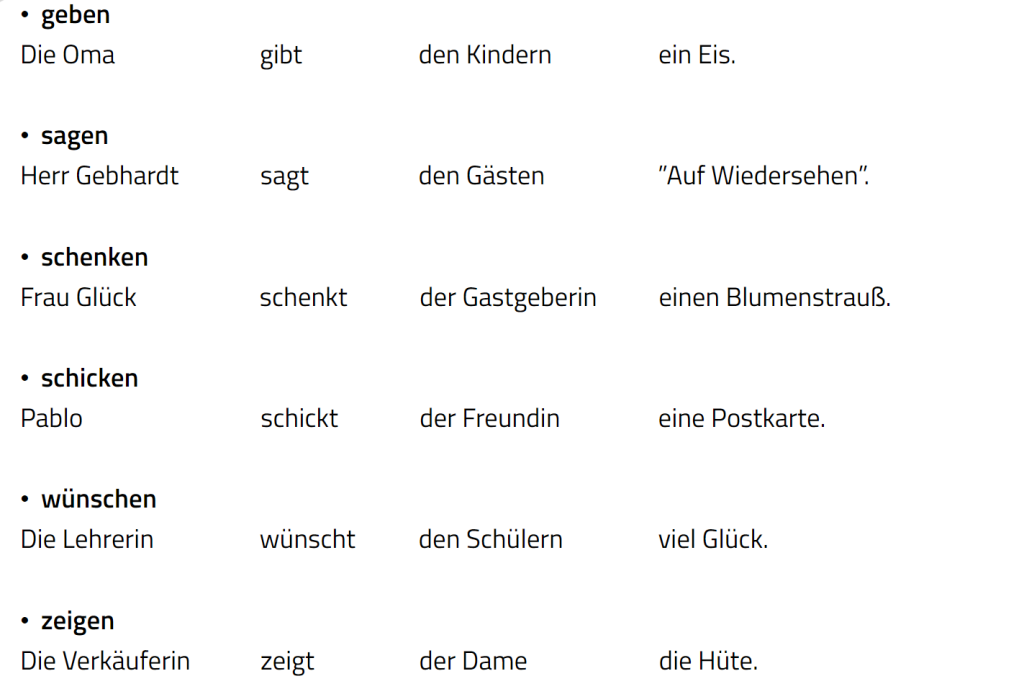 • geben
Die Oma gibt den Kindern ein Eis.
• sagen
Herr Gebhardt sagt den Gästen ”Auf Wiedersehen”.
• schenken
Frau Glück schenkt der Gastgeberin einen Blumenstrauß.
• schicken
Pablo schickt der Freundin eine Postkarte.
• wünschen
Die Lehrerin wünscht den Schülern viel Glück.
• zeigen
Die Verkäuferin zeigt der Dame die Hüte.